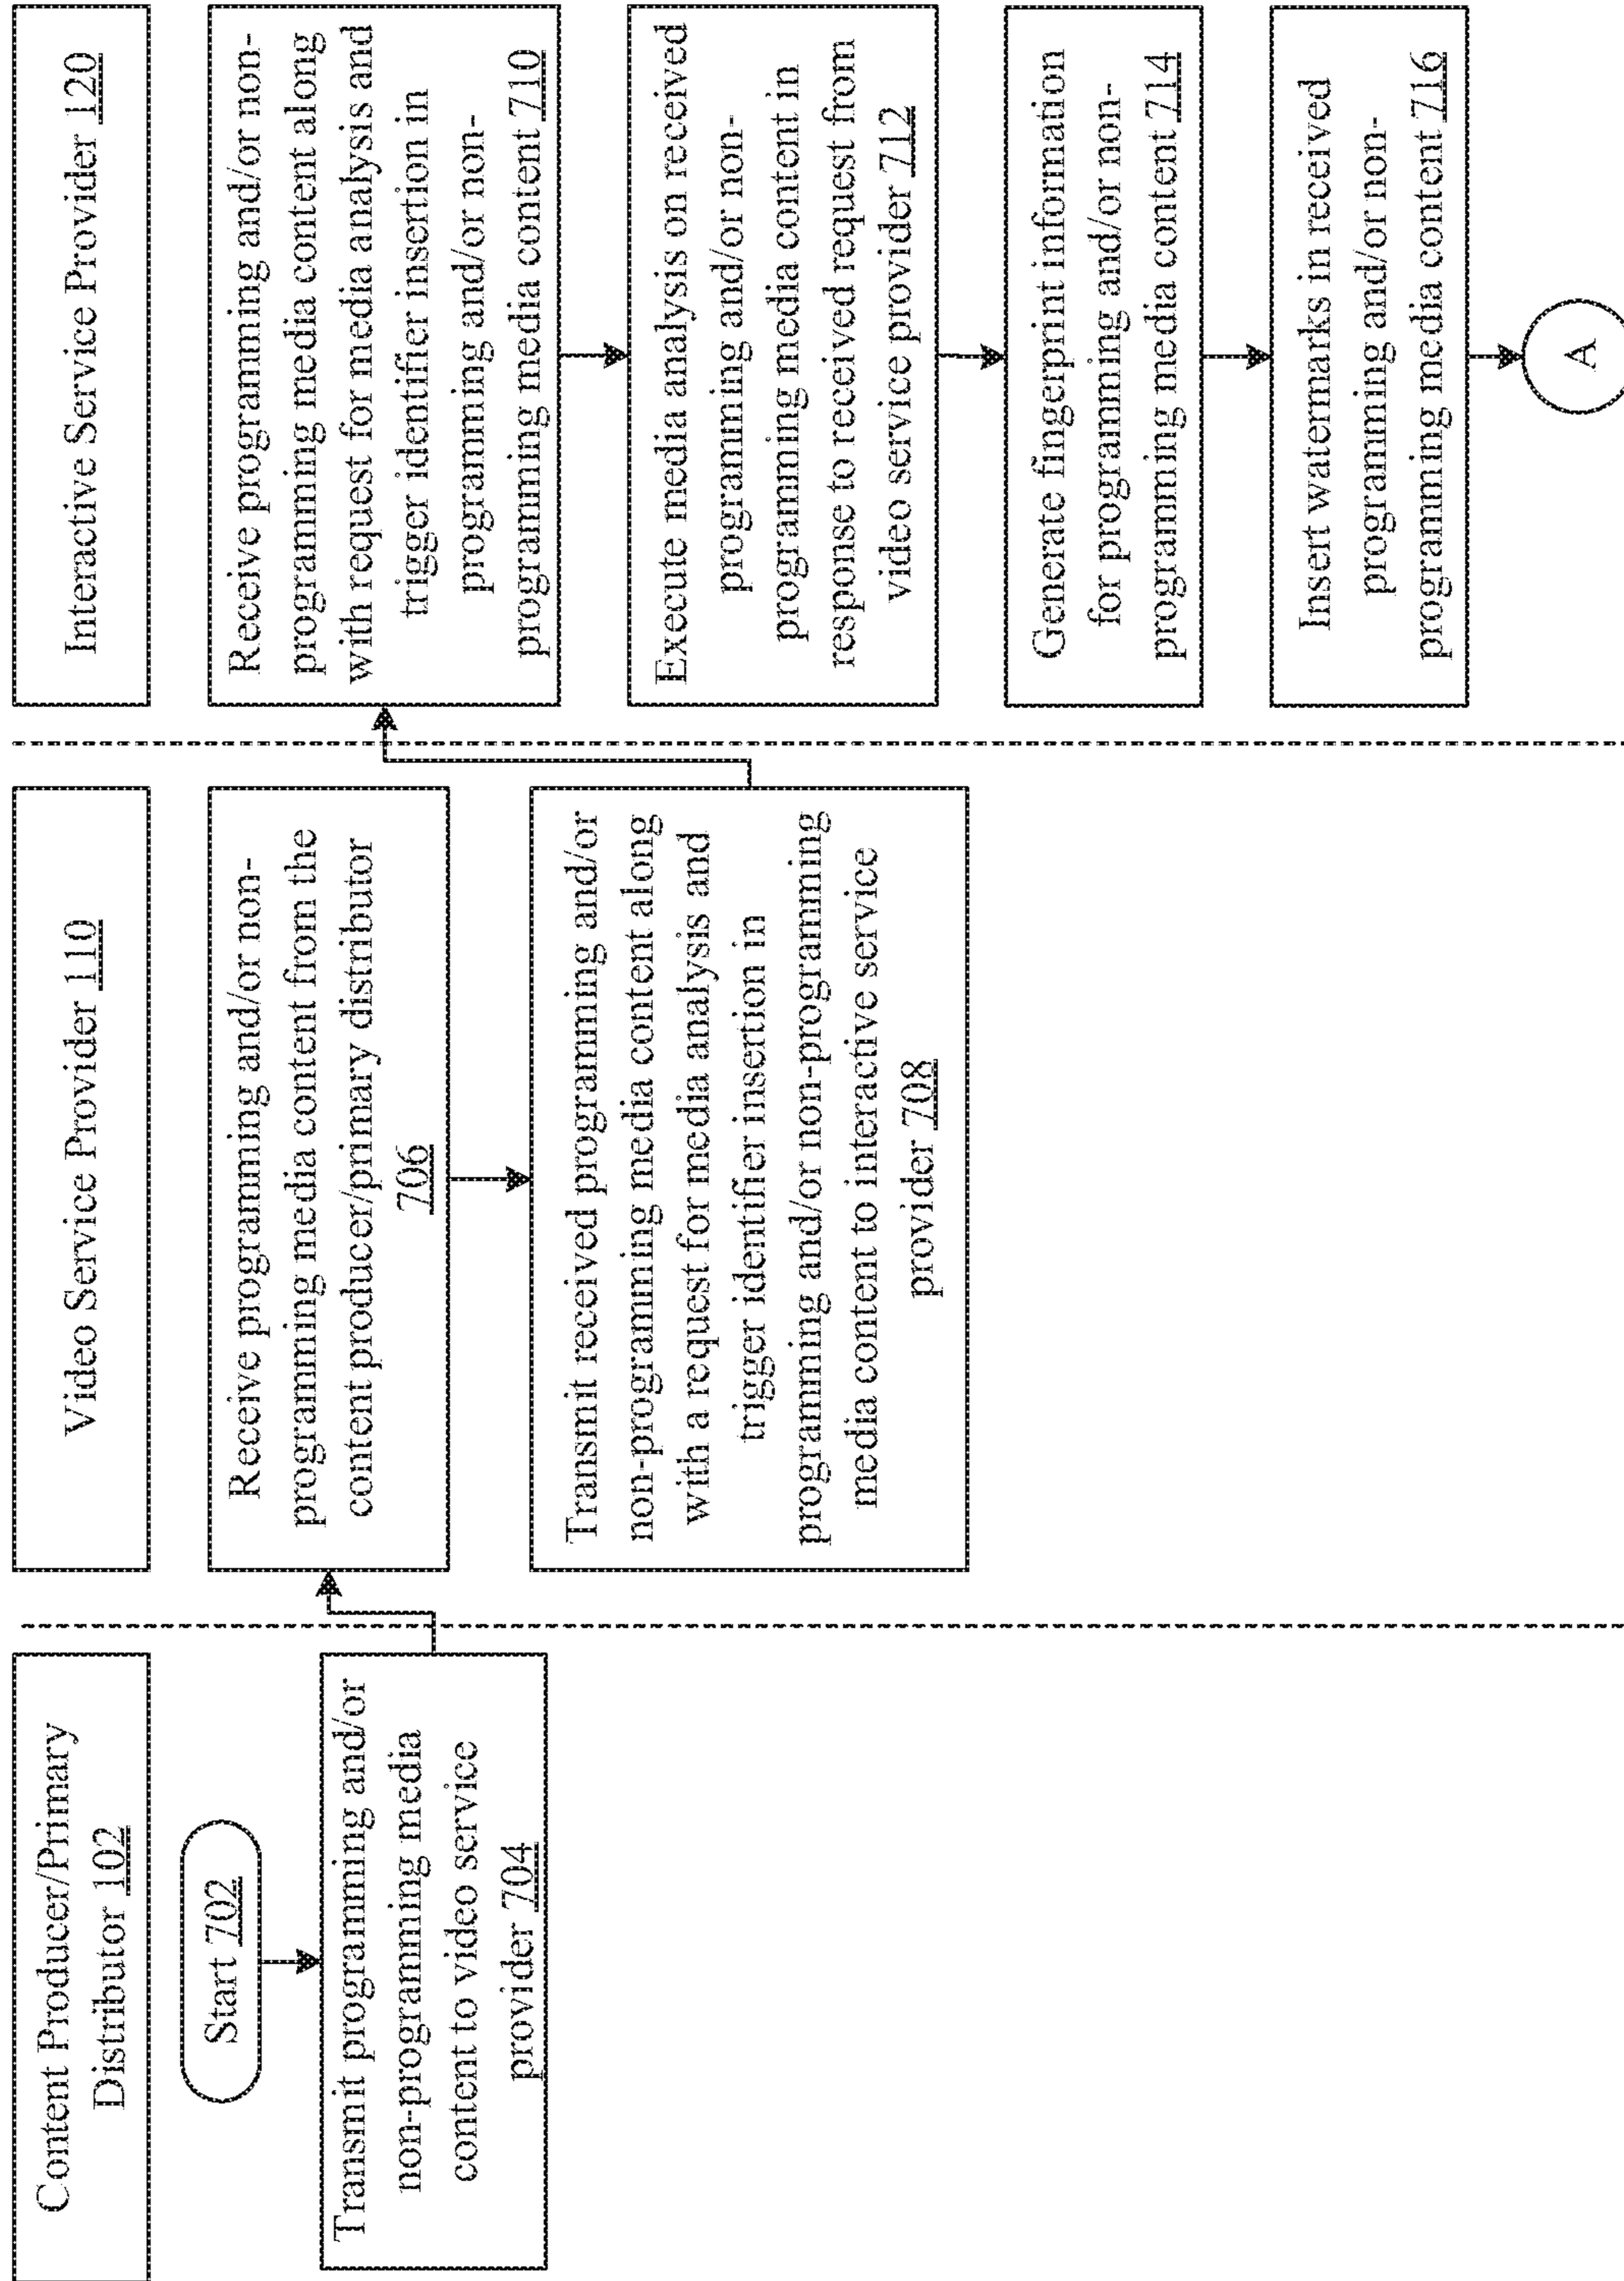 Content Producer/Primary
Distributor 102
Start 702
Transmit programming and/or
non-programming media
content to video service
provider 704
Video Service Provider 110
Receive programming and/or non-
programming media content from the
content producer/primary distributor
706
Transmit received programming and/or
non-programming media content along
with a request for media analysis and
trigger identifier insertion in
programming and/or non-programming
media content to interactive service
provider 708
Interactive Service Provider 120
Receive programming and/or non-
programming media content along
with request for media analysis and
trigger identifier insertion in
programming and/or non-
programming media content 710
Execute media analysis on received
programming and/or non-
programming media content in
response to received request from
video service provider 712
Generate fingerprint information
for programming and/or non-
programming media content 714
Insert watermarks in received
programming and/or non-
programming media content 716
A